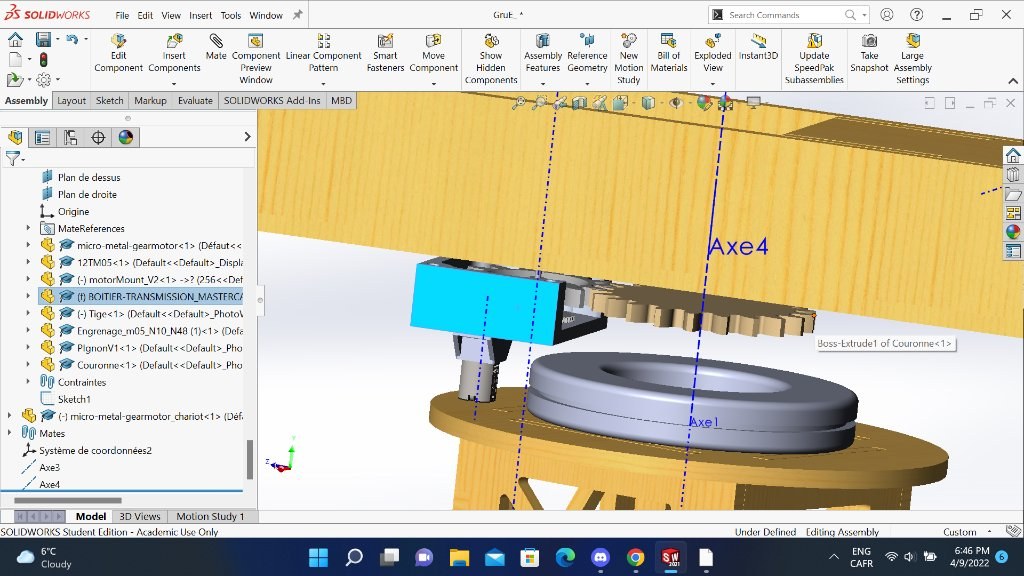 SOLIDWORKS
File Edit View Insert Tools Window
Search Commands
Edit Component
Insert Components
Mate
Component Preview Window
Linear Component Pattern
Smart Fasteners
Move Component
Show Hidden Components
Assembly Features
Reference Geometry
New Motion Study
Bill of Materials
Exploded View
Instant3D
Update SpeedPak Subassemblies
Take Snapshot
Large Assembly Settings
Assembly Layout Sketch Markup Evaluate SOLIDWORKS Add-Ins MBD
Plan de dessus
Plan de droite
Origine
MateReferences
micro-metal-gearmotor<1> (Défaut<<
12TM05<1> (Default<<Default>_Displa
(-) motorMount_V2<1> ->? (256<<Def
(f) BOITIER-TRANSMISSION_MASTERCA
(-) Tige<1> (Default<<Default>_PhotoV
Engrenage_m05_N10_N48 (1)<1> (Defa
PIgnonV1<1> (Default<<Default>_Pho
Couronne<1> (Default<<Default>_Pho
Contraintes
Sketch1
(-) micro-metal-gearmotor_chariot<1> (Défa
Mates
Système de coordonnées2
Axe3
Axe4
Axe4
Boss-Extrude1 of Couronne<1>
Axe1
Model 3D Views Motion Study 1
SOLIDWORKS Student Edition - Academic Use Only
Under Defined Editing Assembly Custom
6°C
Cloudy
ENG
CAFR
6:46 PM
4/9/2022
6